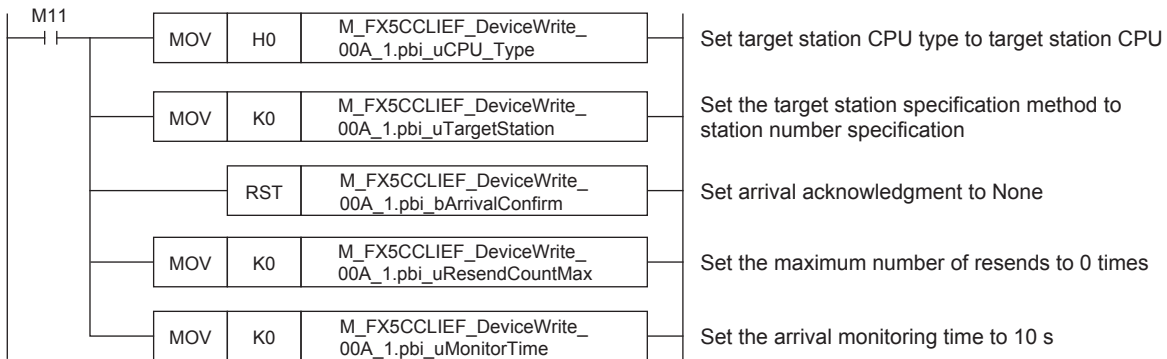 M11
MOV H0 M_FX5CCLIEF_DeviceWrite_
00A_1.pbi_uCPU_Type
Set target station CPU type to target station CPU
MOV K0 M_FX5CCLIEF_DeviceWrite_
00A_1.pbi_uTargetStation
Set the target station specification method to
station number specification
RST M_FX5CCLIEF_DeviceWrite_
00A_1.pbi_bArrivalConfirm
Set arrival acknowledgment to None
MOV K0 M_FX5CCLIEF_DeviceWrite_
00A_1.pbi_uResendCountMax
Set the maximum number of resends to 0 times
MOV K0 M_FX5CCLIEF_DeviceWrite_
00A_1.pbi_uMonitorTime
Set the arrival monitoring time to 10 s